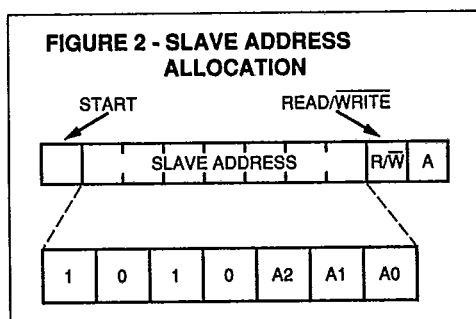 FIGURE 2 - SLAVE ADDRESS
ALLOCATION
START READ/WRITE
SLAVE ADDRESS R/W A
1 0 1 0 A2 A1 A0